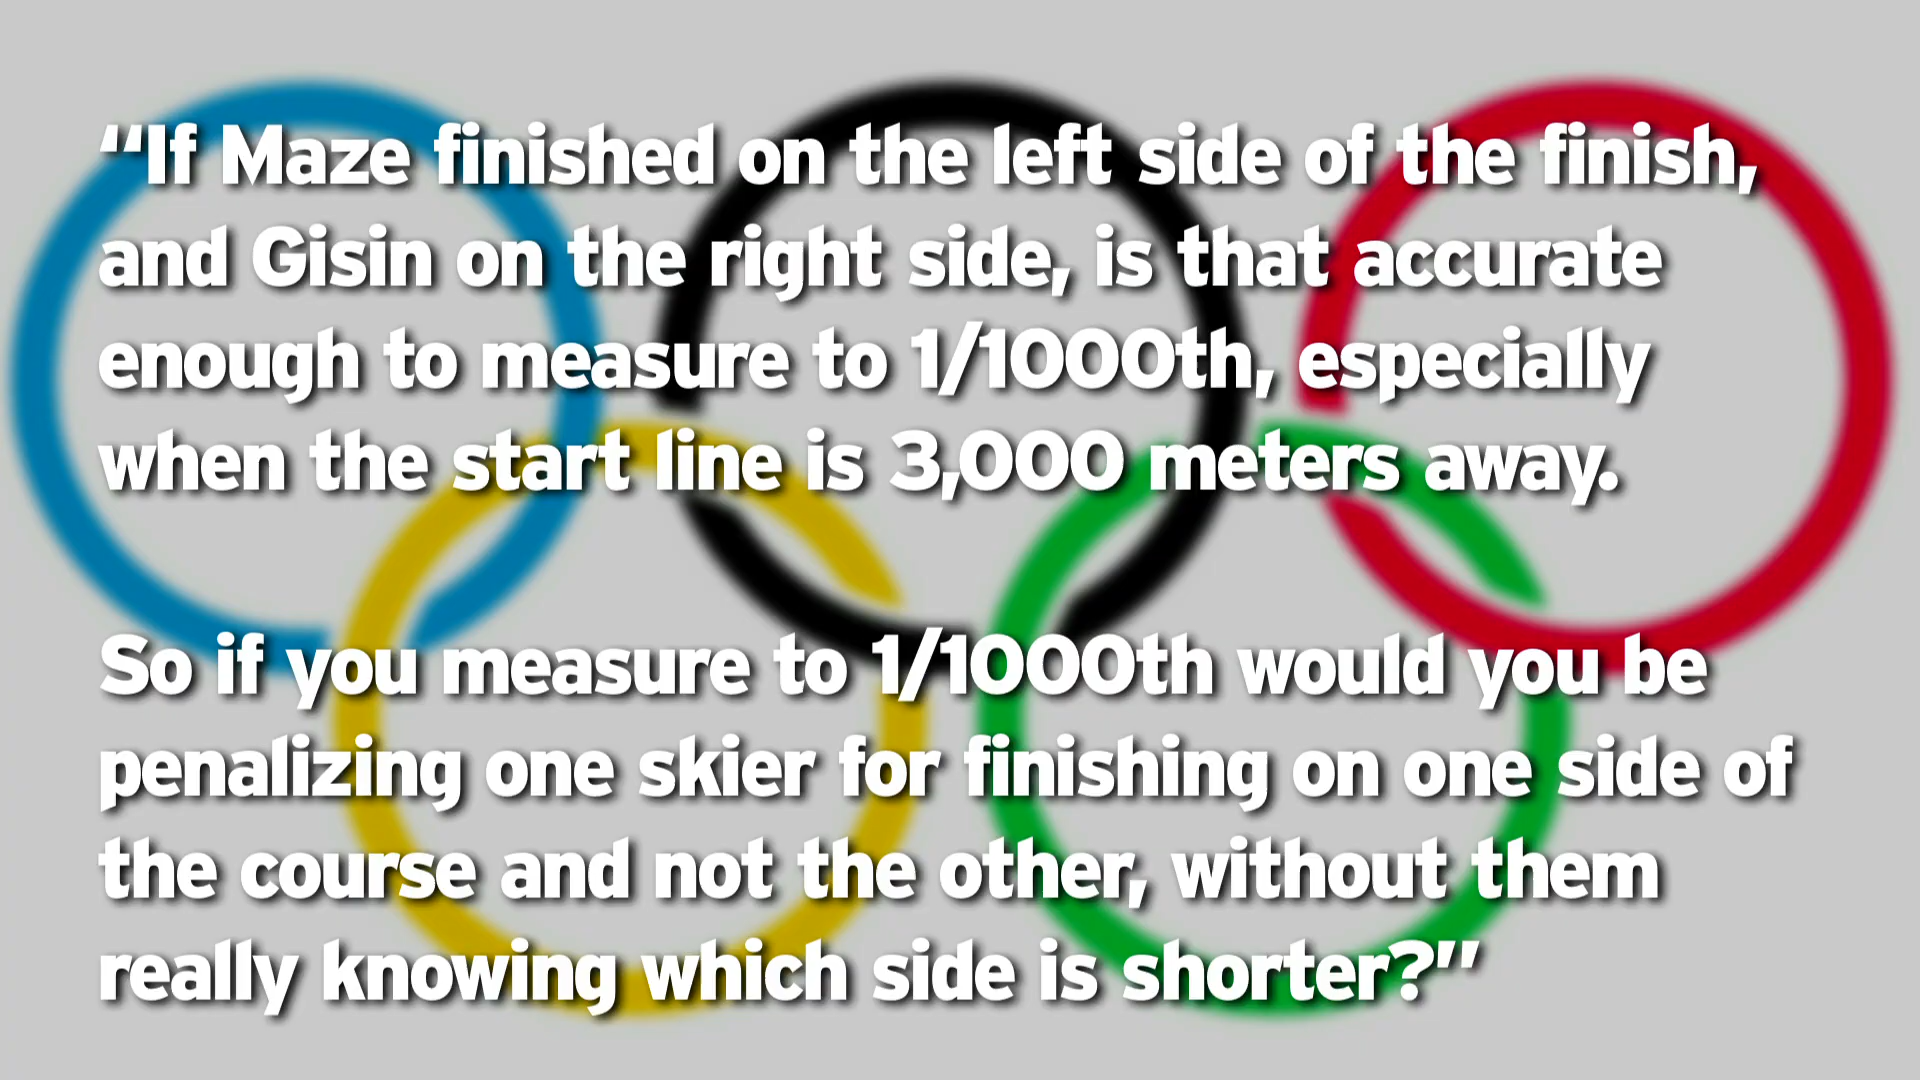 “If Maze finished on the left side of the finish,
and Gisin on the right side, is that accurate
enough to measure to 1/1000th, especially
when the start line is 3,000 meters away.
So if you measure to 1/1000th would you be
penalizing one skier for finishing on one side of
the course and not the other, without them
really knowing which side is shorter?”